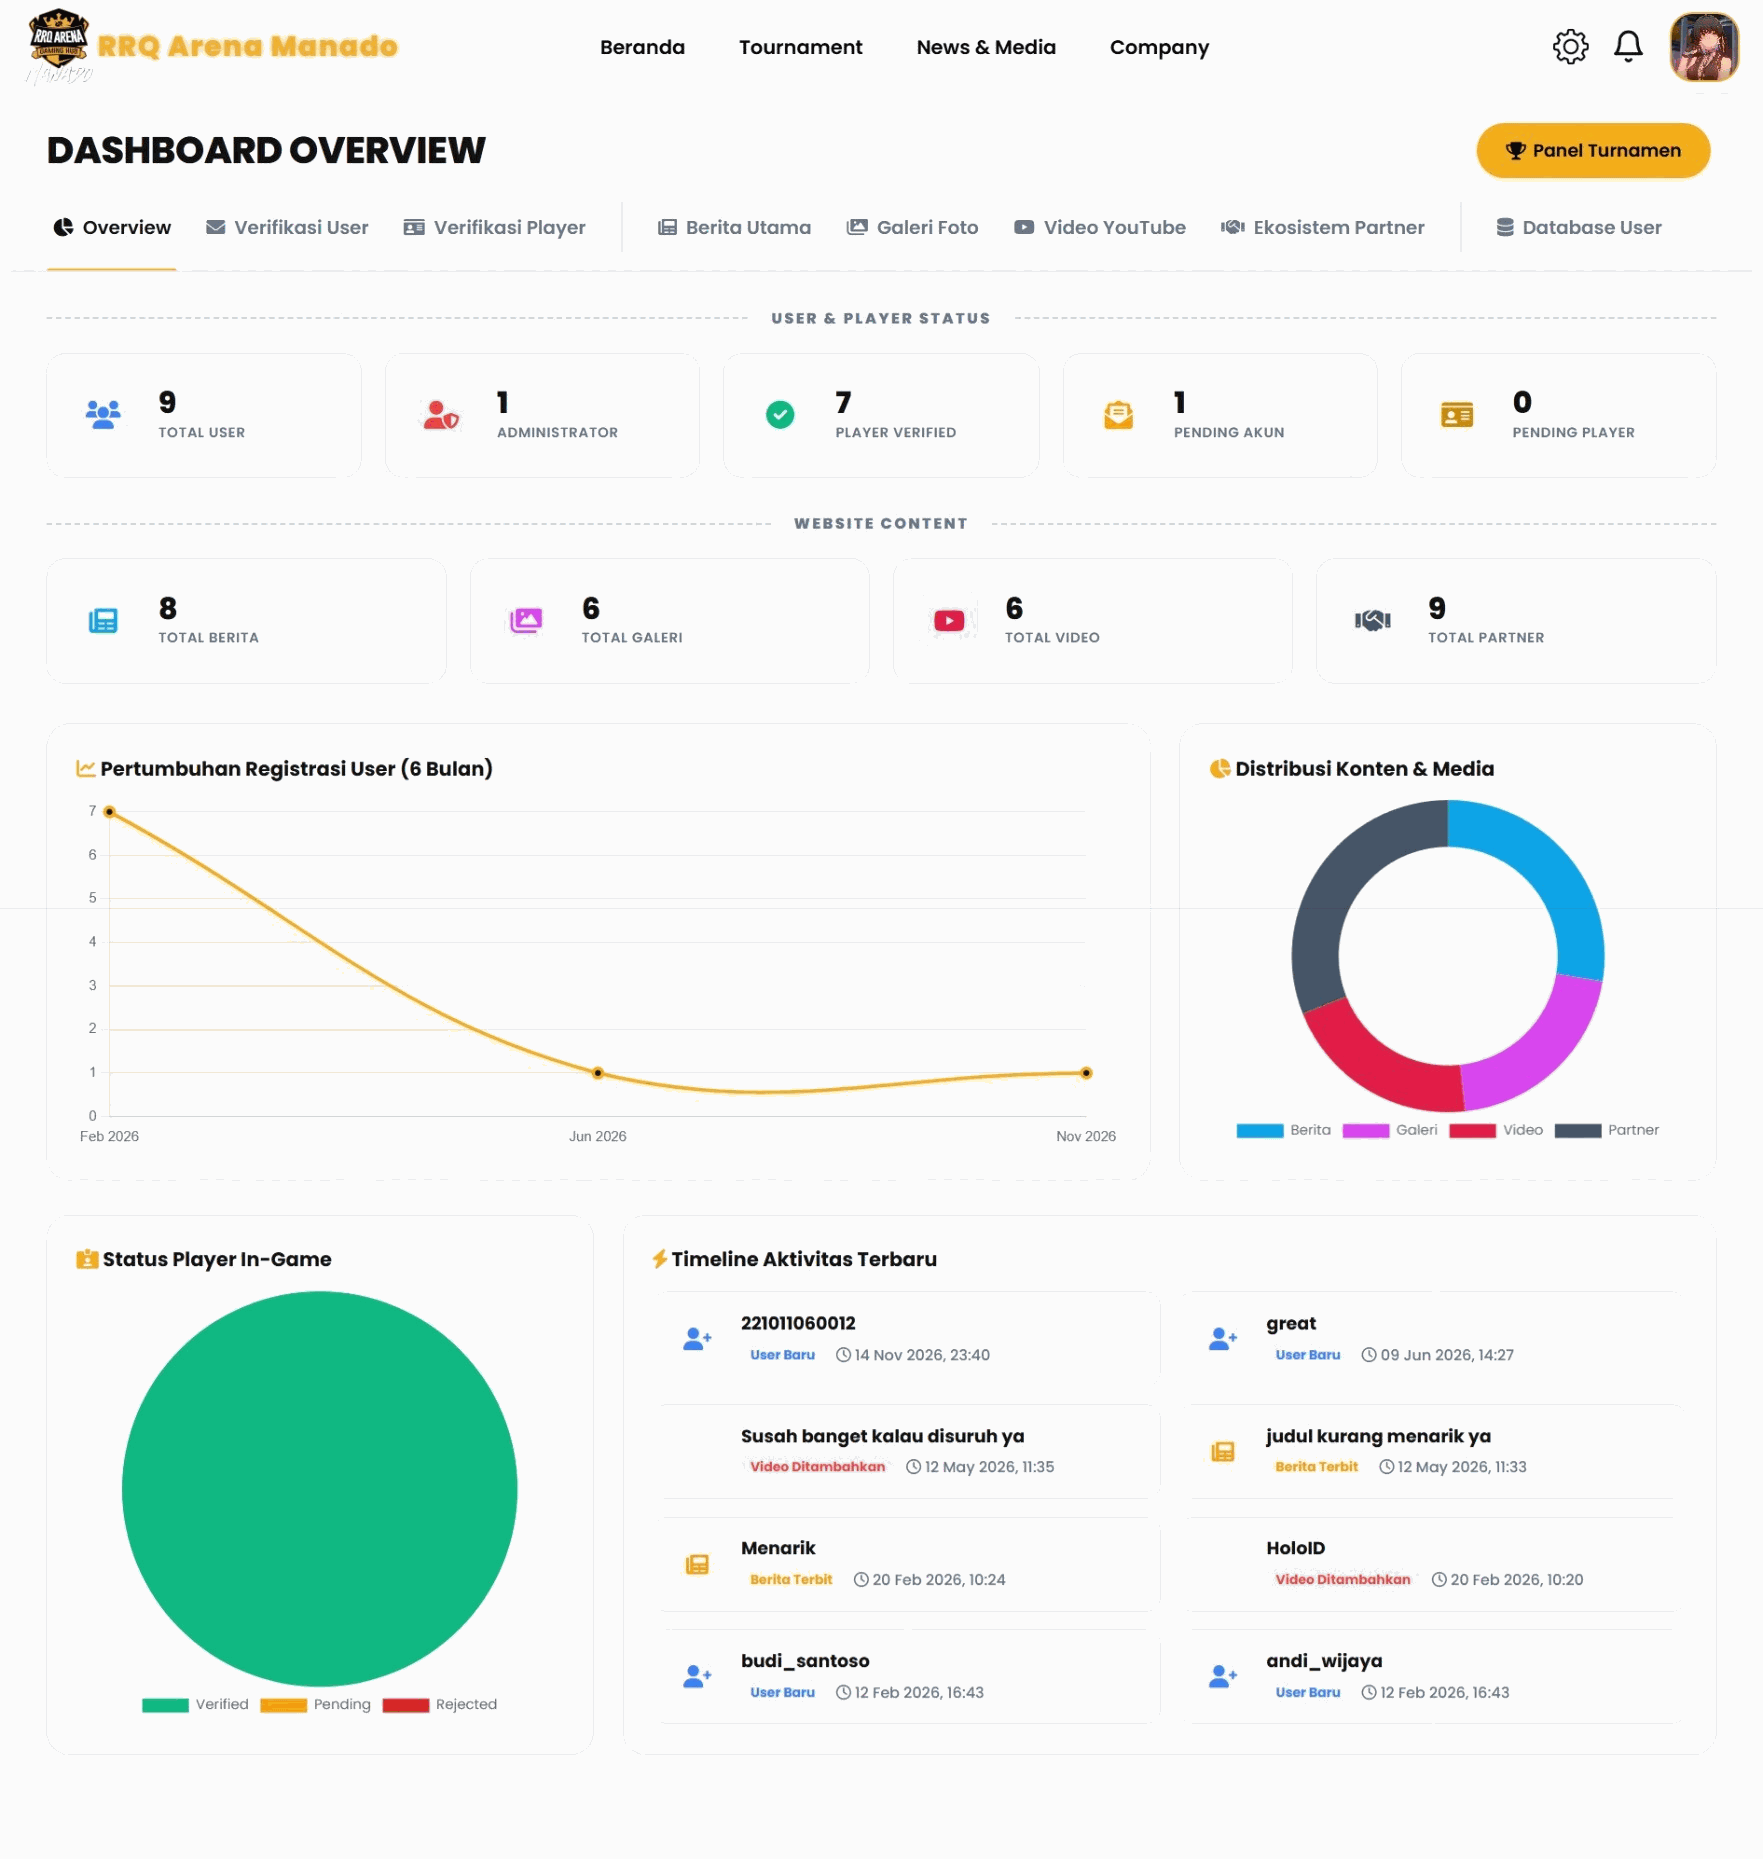 RRQ ARENA
GAMING HUB
MANADO
RRQ Arena Manado
Beranda Tournament News & Media Company
DASHBOARD OVERVIEW
Panel Turnamen
Overview Verifikasi User Verifikasi Player Berita Utama Galeri Foto Video YouTube Ekosistem Partner Database User
USER & PLAYER STATUS
9
TOTAL USER
1
ADMINISTRATOR
7
PLAYER VERIFIED
1
PENDING AKUN
0
PENDING PLAYER
WEBSITE CONTENT
8
TOTAL BERITA
6
TOTAL GALERI
6
TOTAL VIDEO
9
TOTAL PARTNER
Pertumbuhan Registrasi User (6 Bulan)
7
6
5
4
3
2
1
0
Feb 2026 Jun 2026 Nov 2026
Distribusi Konten & Media
Berita Galeri Video Partner
Status Player In-Game
Verified Pending Rejected
Timeline Aktivitas Terbaru
221011060012
User Baru 14 Nov 2026, 23:40
great
User Baru 09 Jun 2026, 14:27
Susah banget kalau disuruh ya
Video Ditambahkan 12 May 2026, 11:35
judul kurang menarik ya
Berita Terbit 12 May 2026, 11:33
Menarik
Berita Terbit 20 Feb 2026, 10:24
HoloID
Video Ditambahkan 20 Feb 2026, 10:20
budi_santoso
User Baru 12 Feb 2026, 16:43
andi_wijaya
User Baru 12 Feb 2026, 16:43